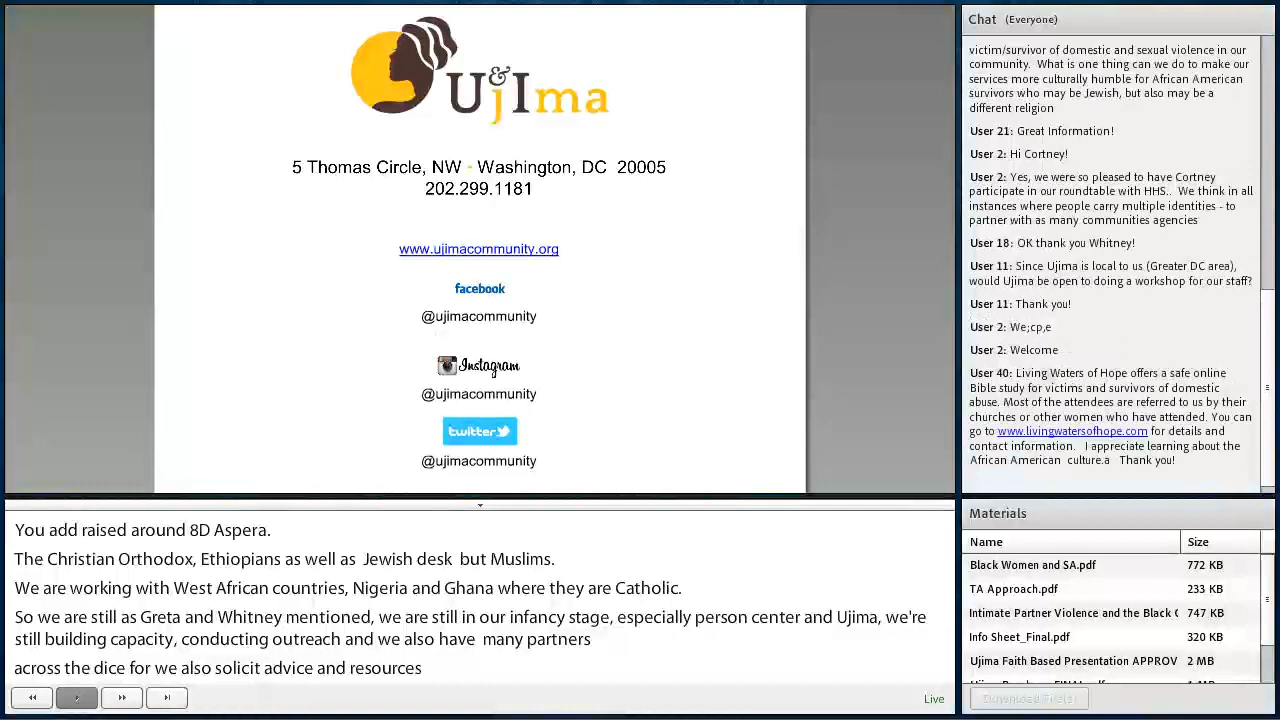 U&jIma
5 Thomas Circle, NW - Washington, DC 20005
202.299.1181
www.ujimacommunity.org
facebook
@ujimacommunity
Instagram
@ujimacommunity
twitter
@ujimacommunity
You add raised around 8D Aspera.
The Christian Orthodox, Ethiopians as well as Jewish desk but Muslims.
We are working with West African countries, Nigeria and Ghana where they are Catholic.
So we are still as Greta and Whitney mentioned, we are still in our infancy stage, especially person center and Ujima, we're
still building capacity, conducting outreach and we also have many partners
across the dice for we also solicit advice and resources
Live
Chat (Everyone)
victim/survivor of domestic and sexual violence in our
community. What is one thing can we do to make our
services more culturally humble for African American
survivors who may be Jewish, but also may be a
different religion
User 21: Great Information!
User 2: Hi Cortney!
User 2: Yes, we were so pleased to have Cortney
participate in our roundtable with HHS.. We think in all
instances where people carry multiple identities - to
partner with as many communities agencies
User 18: OK thank you Whitney!
User 11: Since Ujima is local to us (Greater DC area),
would Ujima be open to doing a workshop for our staff?
User 11: Thank you!
User 2: We;cp,e
User 2: Welcome
User 40: Living Waters of Hope offers a safe online
Bible study for victims and survivors of domestic
abuse. Most of the attendees are referred to us by their
churches or other women who have attended. You can
go to www.livingwatersofhope.com for details and
contact information. I appreciate learning about the
African American culture.a Thank you!
Materials
Name Size
Black Women and SA.pdf 772 KB
TA Approach.pdf 233 KB
Intimate Partner Violence and the Black 747 KB
Info Sheet_Final.pdf 320 KB
Ujima Faith Based Presentation APPROV 2 MB
Download File(s)